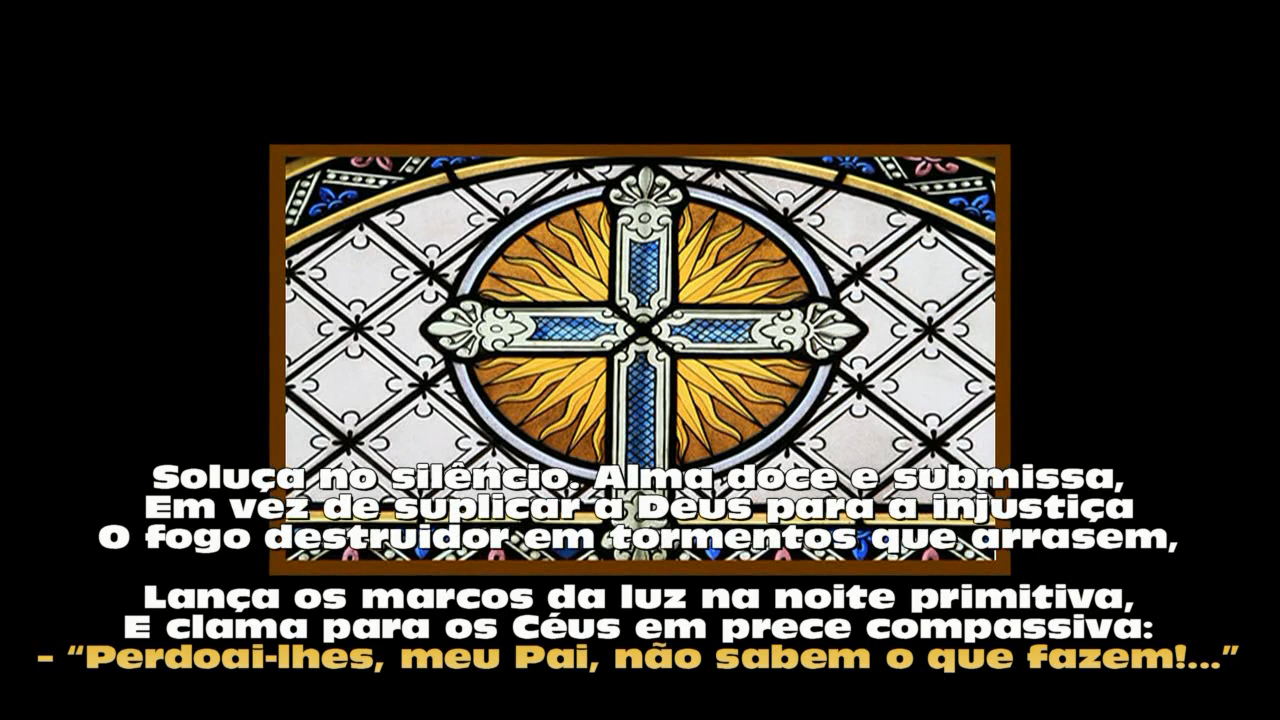 Soluça no silêncio. Alma doce e submissa,
Em vez de suplicar a Deus para a injustiça
O fogo destruidor em tormentos que arrasem,
Lança os marcos da luz na noite primitiva,
E clama para os Céus em prece compassiva:
- “Perdoai-lhes, meu Pai, não sabem o que fazem!...”